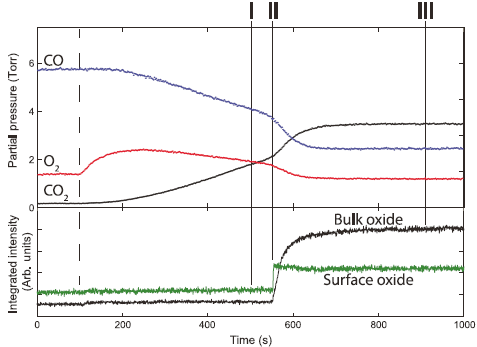 I II III
Partial pressure (Torr)
6
4
2
0
CO
O2
CO2
Integrated intensity
(Arb. units)
Bulk oxide
Surface oxide
0 200 400 600 800 1000
Time (s)